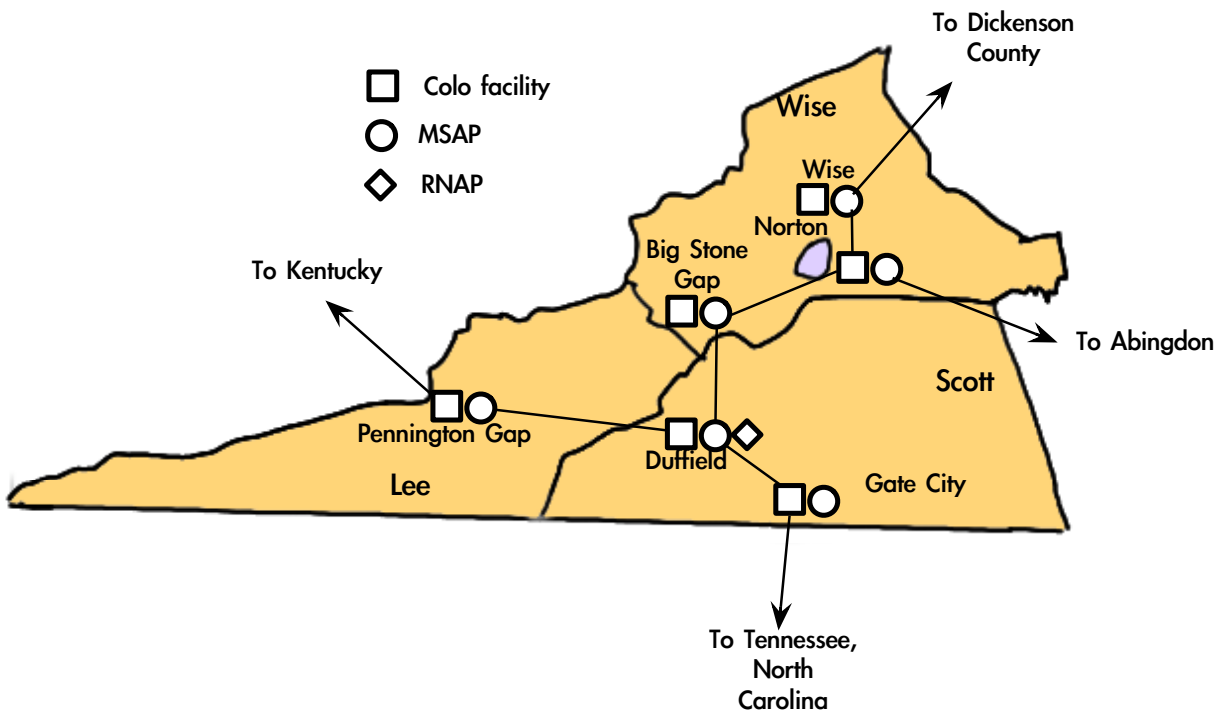 To Dickenson
County
Colo facility
MSAP
RNAP
Wise
Wise
Norton
Big Stone
Gap
To Kentucky
To Abingdon
Scott
Pennington Gap
Duffield
Lee
Gate City
To Tennessee,
North
Carolina